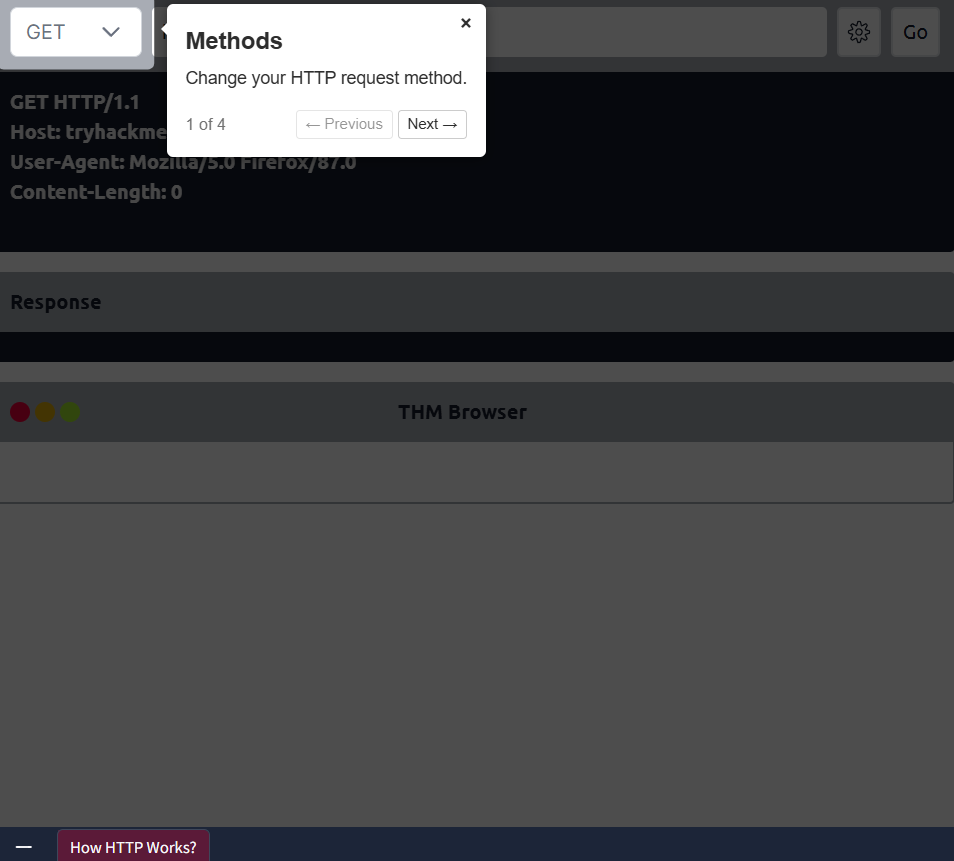 GET
×
Methods
Change your HTTP request method.
1 of 4
← Previous
Next →
Go
GET HTTP/1.1
Host: tryhackme
User-Agent: Mozilla/5.0 Firefox/87.0
Content-Length: 0
Response
THM Browser
How HTTP Works?